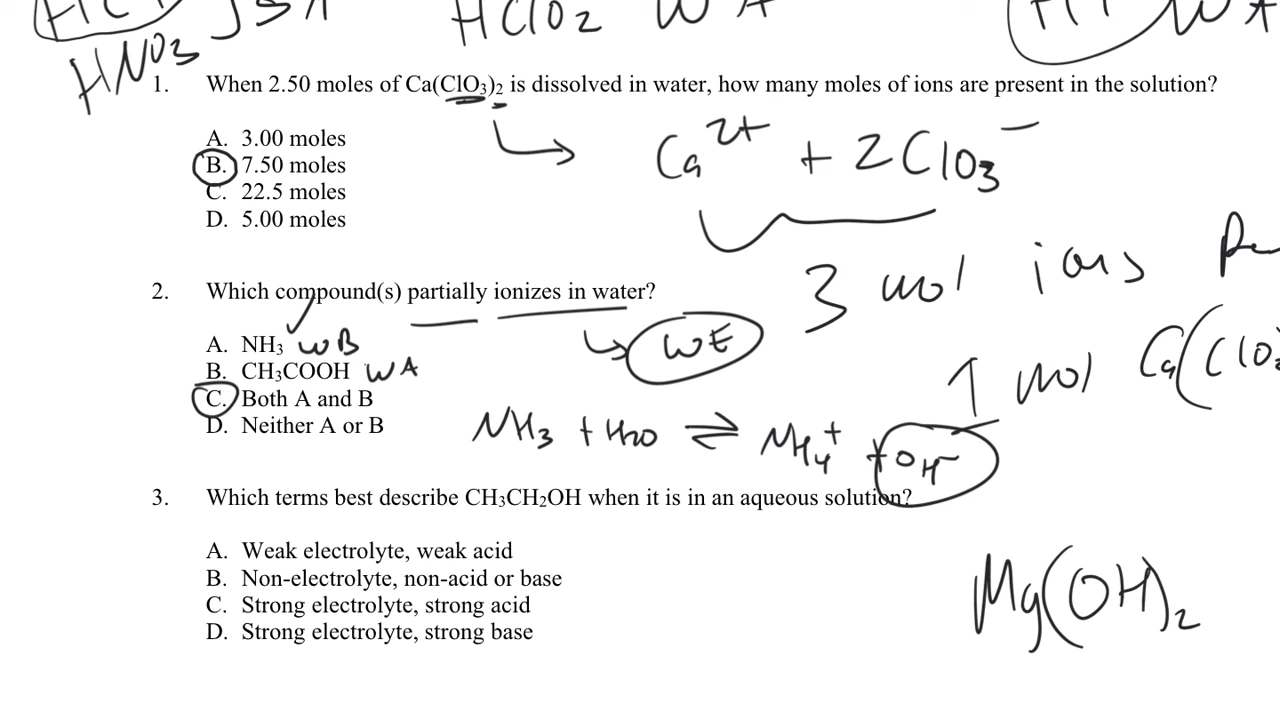 HClO2 WA
HNO3
1. When 2.50 moles of Ca(ClO3)2 is dissolved in water, how many moles of ions are present in the solution?
A. 3.00 moles
B. 7.50 moles
C. 22.5 moles
D. 5.00 moles
Ca2+ + 2ClO3-
3 mol ions
2. Which compound(s) partially ionizes in water?
WE
A. NH3 WB
B. CH3COOH WA
C. Both A and B
D. Neither A or B
1 mol Ca(ClO3
NH3 + H2O ⇌ NH4+ + OH-
3. Which terms best describe CH3CH2OH when it is in an aqueous solution?
A. Weak electrolyte, weak acid
B. Non-electrolyte, non-acid or base
C. Strong electrolyte, strong acid
D. Strong electrolyte, strong base
Mg(OH)2